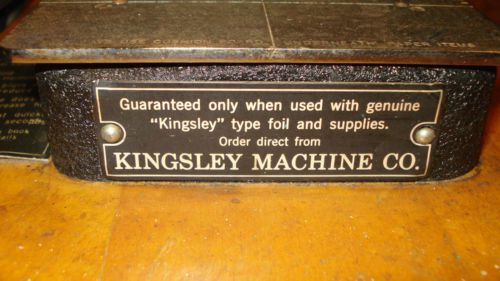 Guaranteed only when used with genuine
"Kingsley" type foil and supplies.
Order direct from
KINGSLEY MACHINE CO.